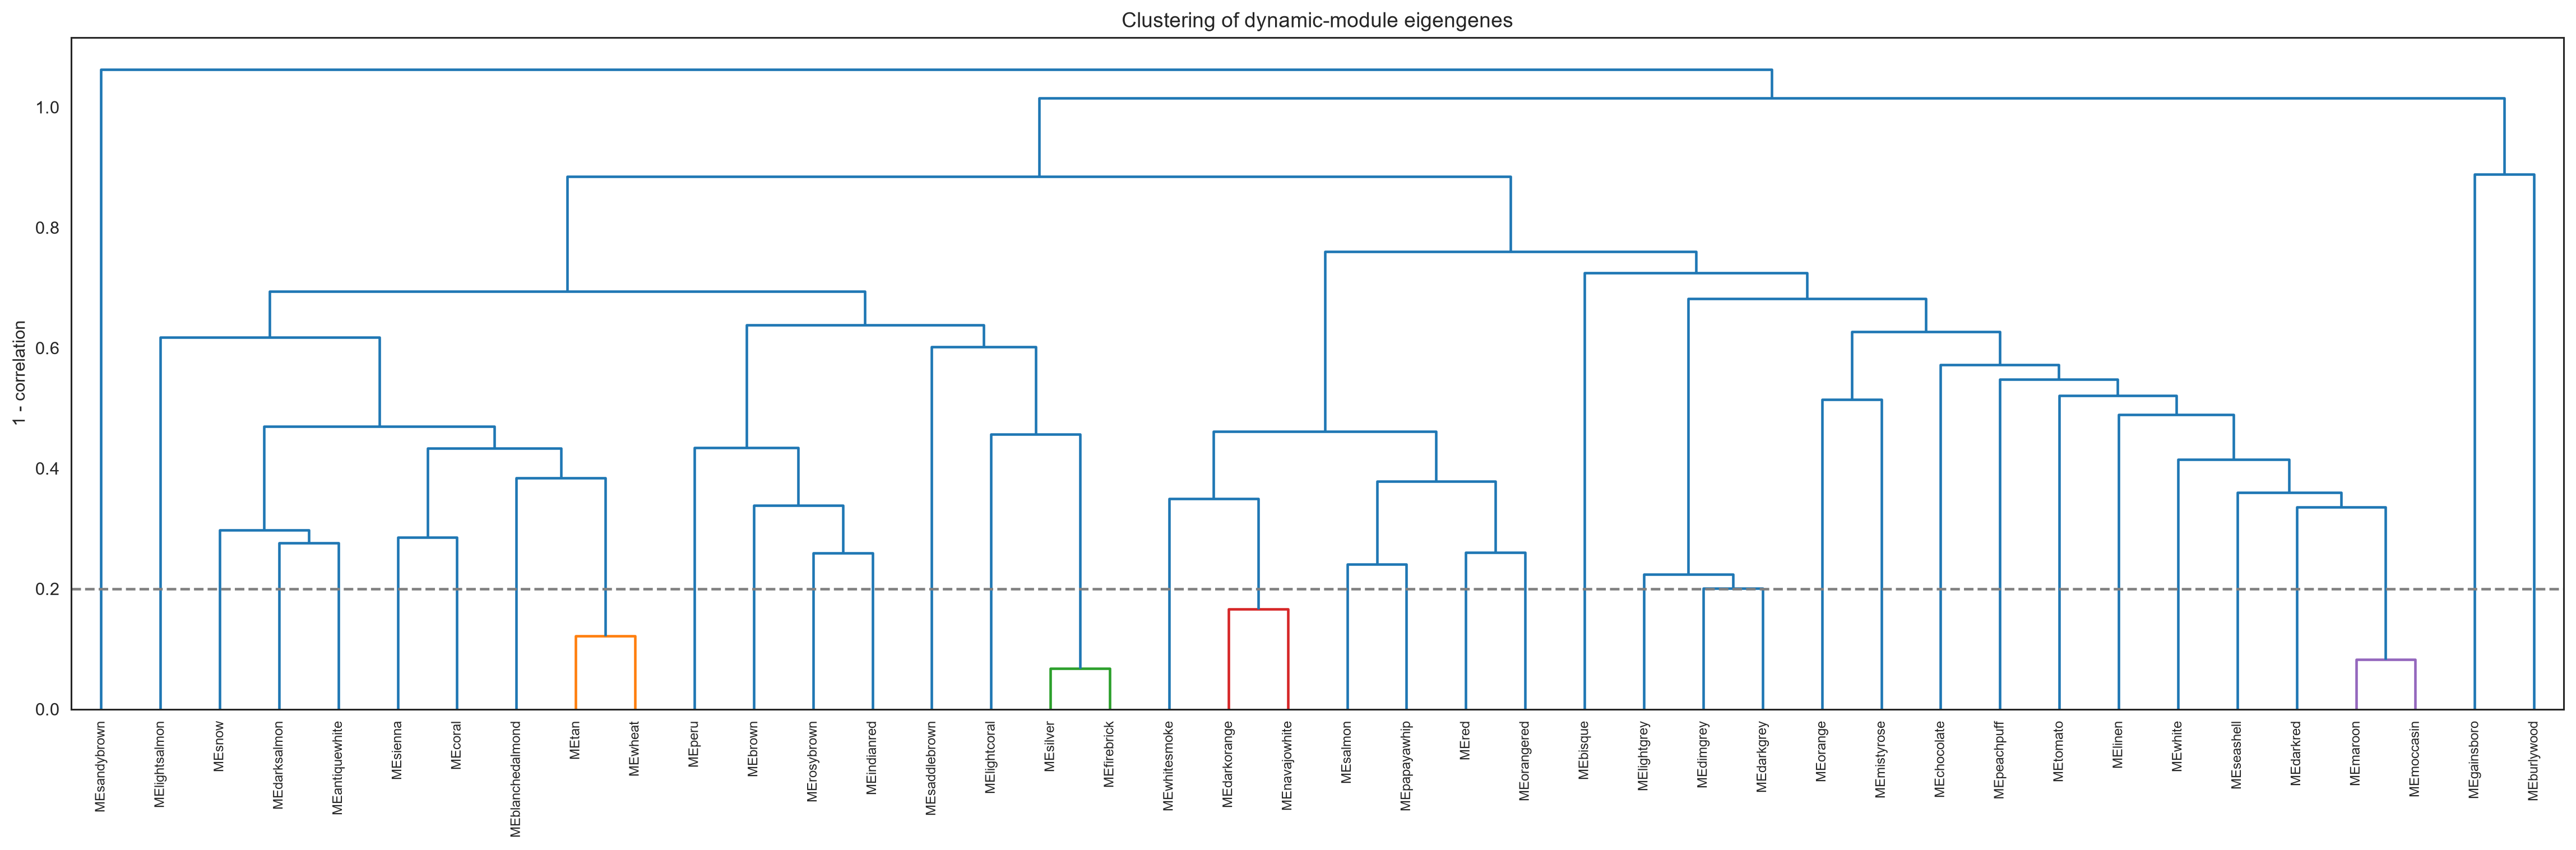 Clustering of dynamic-module eigengenes
1 - correlation
1.0
0.8
0.6
0.4
0.2
0.0
MEsandybrown
MElightsalmon
MEsnow
MEdarksalmon
MEantiquewhite
MEsienna
MEcoral
MEblanchedalmond
MEtan
MEwheat
MEperu
MEbrown
MErosybrown
MEindianred
MEsaddlebrown
MElightcoral
MEsilver
MEfirebrick
MEwhitesmoke
MEdarkorange
MEnavajowhite
MEsalmon
MEpapayawhip
MEred
MEorangered
MEbisque
MElightgrey
MEdimgrey
MEdarkgrey
MEorange
MEmistyrose
MEchocolate
MEpeachpuff
MEtomato
MElinen
MEwhite
MEseashell
MEdarkred
MEmaroon
MEmoccasin
MEgainsboro
MEburlywood